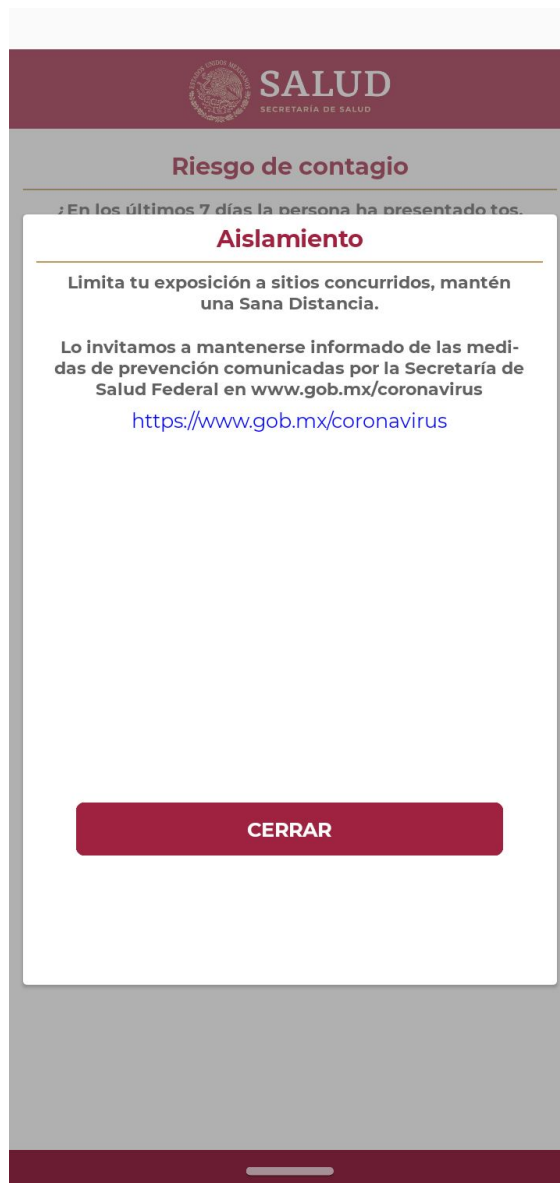 SALUD
SECRETARÍA DE SALUD
Riesgo de contagio
¿En los últimos 7 días la persona ha presentado tos,
Aislamiento
Limita tu exposición a sitios concurridos, mantén
una Sana Distancia.
Lo invitamos a mantenerse informado de las medi-
das de prevención comunicadas por la Secretaría de
Salud Federal en www.gob.mx/coronavirus
https://www.gob.mx/coronavirus
CERRAR